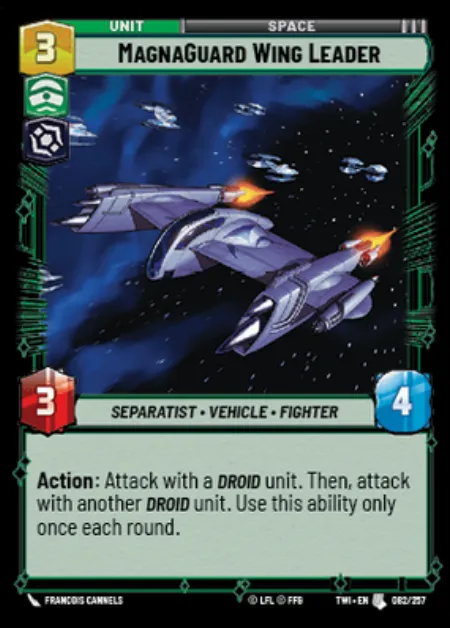 UNIT
SPACE
3
MAGNAGUARD WING LEADER
3
SEPARATIST • VEHICLE • FIGHTER
4
Action: Attack with a DROID unit. Then, attack
with another DROID unit. Use this ability only
once each round.
FRANCOIS CANNELS
© LFL © FFG
TWI • EN
082/257